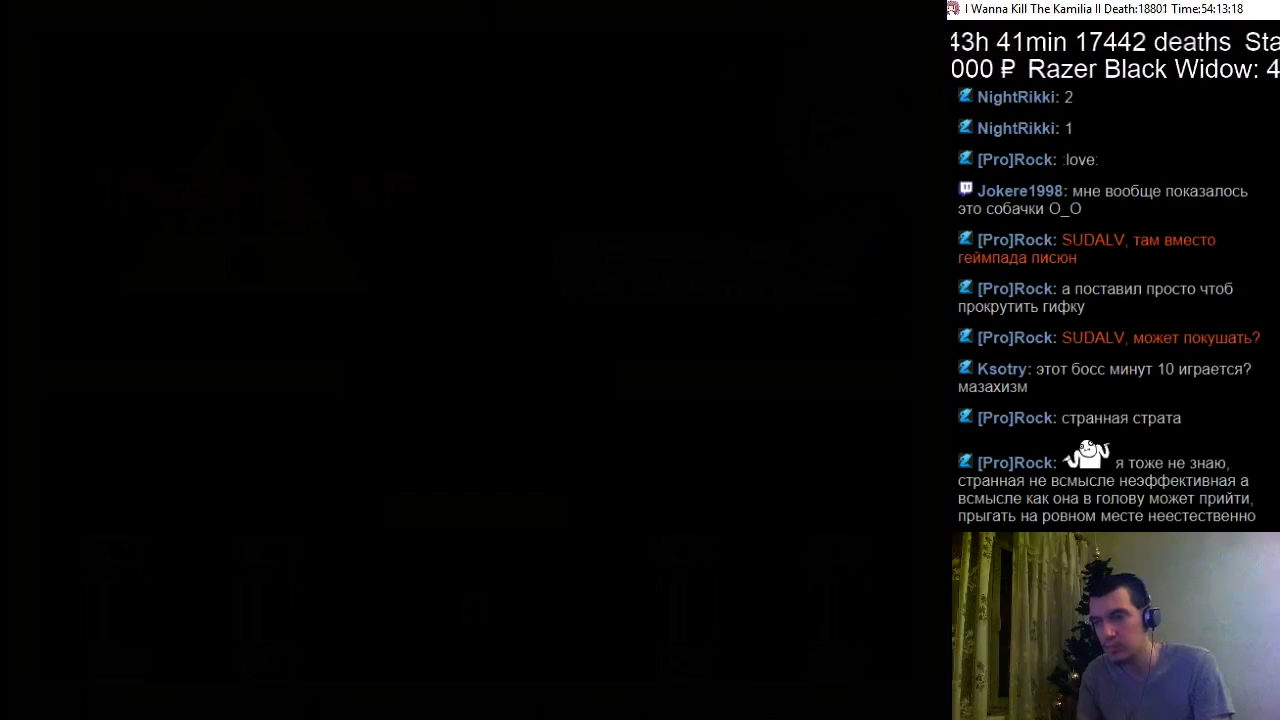 I Wanna Kill The Kamilia II Death:18801 Time:54:13:18
43h 41min 17442 deaths Sta
000 ₽ Razer Black Widow: 4
NightRikki: 2
NightRikki: 1
[Pro]Rock: :love:
Jokere1998: мне вообще показалось
это собачки O_O
[Pro]Rock: SUDALV, там вместо
геймпада писюн
[Pro]Rock: а поставил просто чтоб
прокрутить гифку
[Pro]Rock: SUDALV, может покушать?
Ksotry: этот босс минут 10 играется?
мазахизм
[Pro]Rock: странная страта
[Pro]Rock: я тоже не знаю,
странная не всмысле неэффективная а
всмысле как она в голову может прийти,
прыгать на ровном месте неестественно